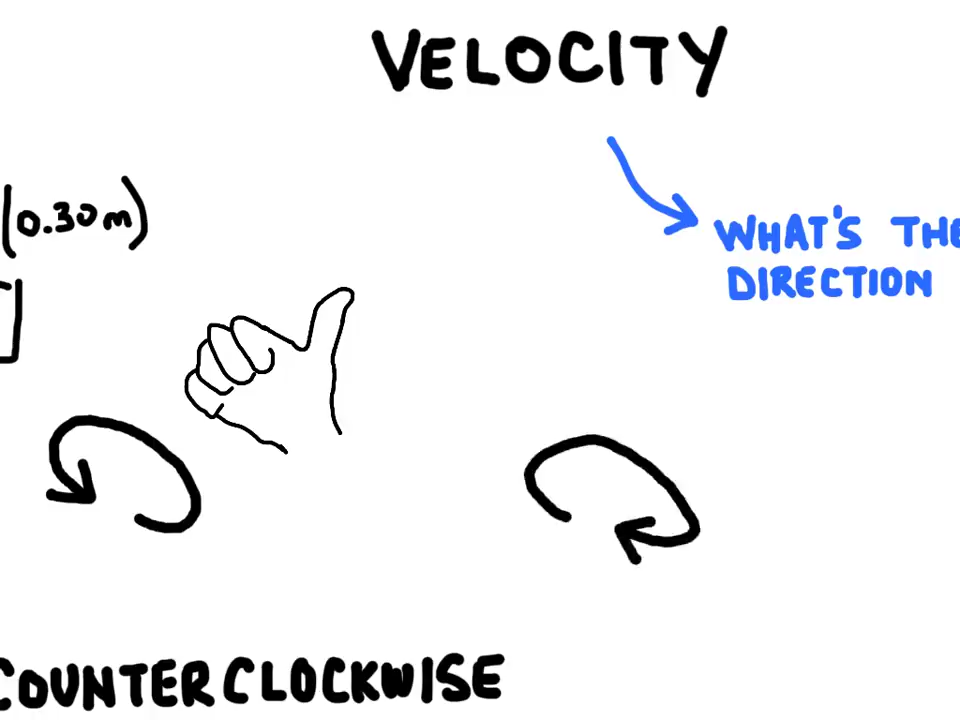 VELOCITY
(0.30m)
WHAT'S THE
DIRECTION
COUNTERCLOCKWISE